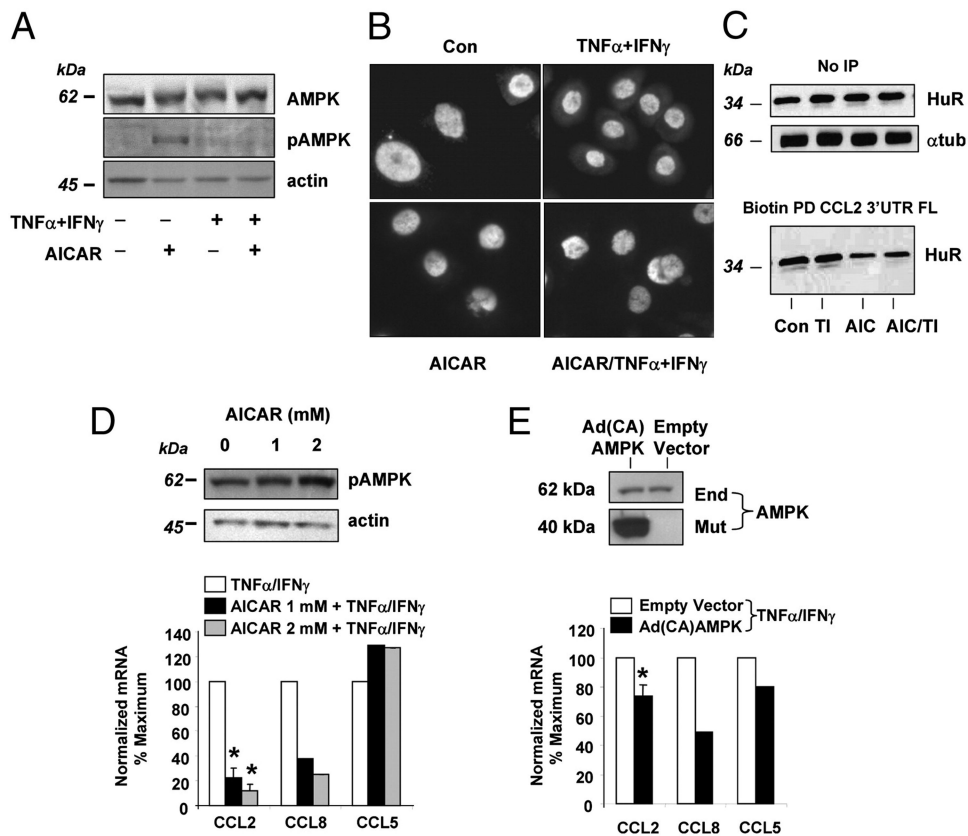 A
kDa
62
AMPK
pAMPK
45
actin
TNFα+IFNγ – – + +
AICAR – + – +
B
Con
TNFα+IFNγ
AICAR
AICAR/TNFα+IFNγ
C
kDa
No IP
34
HuR
66
αtub
Biotin PD CCL2 3'UTR FL
34
HuR
Con TI AIC AIC/TI
D
AICAR (mM)
kDa
0 1 2
62
pAMPK
45
actin
TNFα/IFNγ
AICAR 1 mM + TNFα/IFNγ
AICAR 2 mM + TNFα/IFNγ
Normalized mRNA
% Maximum
140
120
100
80
60
40
20
0
* *
CCL2 CCL8 CCL5
E
Ad(CA) Empty
AMPK Vector
62 kDa
End
40 kDa
Mut
AMPK
Empty Vector
Ad(CA)AMPK
TNFα/IFNγ
Normalized mRNA
% Maximum
120
100
80
60
40
20
0
*
CCL2 CCL8 CCL5